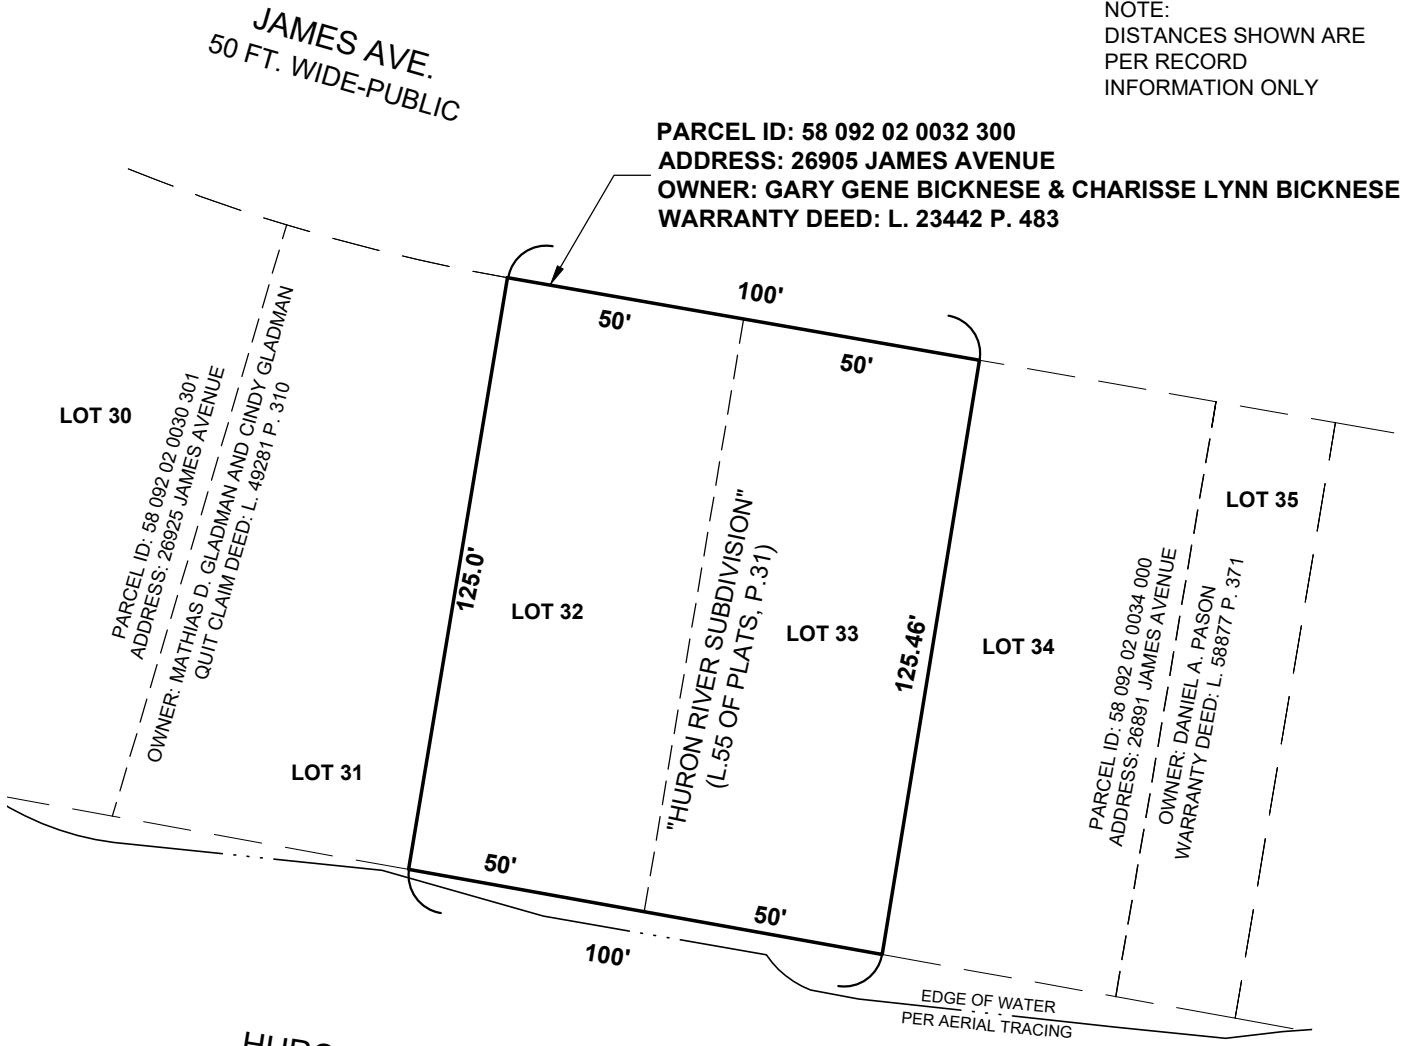 JAMES AVE.
50 FT. WIDE-PUBLIC
NOTE:
DISTANCES SHOWN ARE
PER RECORD
INFORMATION ONLY
PARCEL ID: 58 092 02 0032 300
ADDRESS: 26905 JAMES AVENUE
OWNER: GARY GENE BICKNESE & CHARISSE LYNN BICKNESE
WARRANTY DEED: L. 23442 P. 483
100'
50'
50'
LOT 30
PARCEL ID: 58 092 02 0030 301
ADDRESS: 26925 JAMES AVENUE
OWNER: MATHIAS D. GLADMAN AND CINDY GLADMAN
QUIT CLAIM DEED: L. 49281 P. 310
LOT 31
125.0'
LOT 32
"HURON RIVER SUBDIVISION"
(L.55 OF PLATS, P.31)
LOT 33
125.46'
LOT 34
PARCEL ID: 58 092 02 0034 000
ADDRESS: 26891 JAMES AVENUE
OWNER: DANIEL A. PASON
WARRANTY DEED: L. 58877 P. 371
LOT 35
50'
50'
100'
EDGE OF WATER
PER AERIAL TRACING